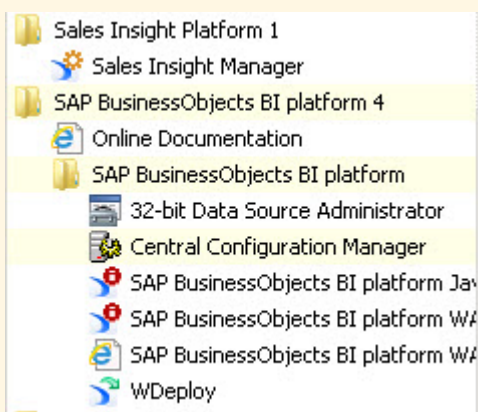 Sales Insight Platform 1
Sales Insight Manager
SAP BusinessObjects BI platform 4
Online Documentation
SAP BusinessObjects BI platform
32-bit Data Source Administrator
Central Configuration Manager
SAP BusinessObjects BI platform Jav
SAP BusinessObjects BI platform WA
SAP BusinessObjects BI platform WA
WDeploy